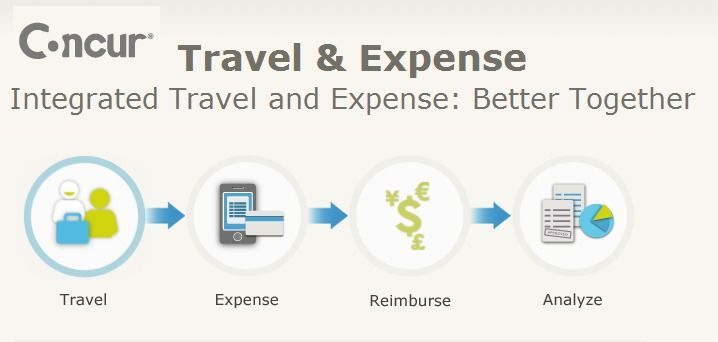 Concur®
Travel & Expense
Integrated Travel and Expense: Better Together
¥ € $ £
Travel
Expense
Reimburse
Analyze